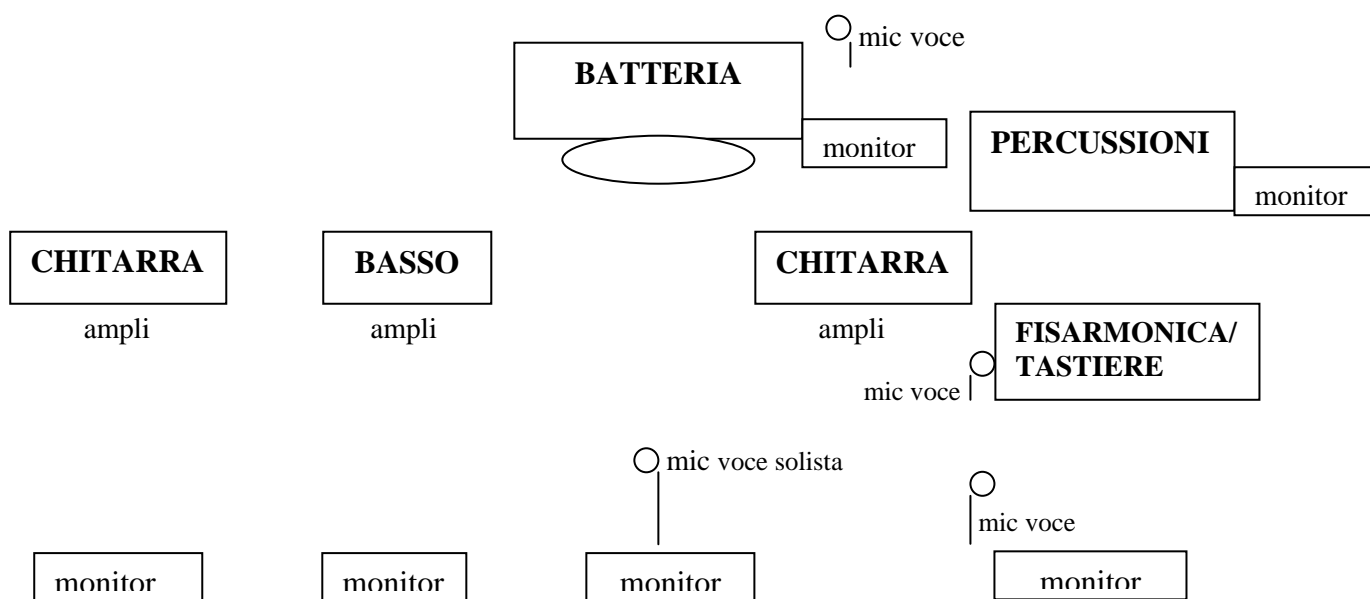 mic voce
BATTERIA
monitor
PERCUSSIONI
monitor
CHITARRA
BASSO
CHITARRA
ampli
ampli
ampli
FISARMONICA/
TASTIERE
mic voce
mic voce solista
mic voce
monitor
monitor
monitor
monitor